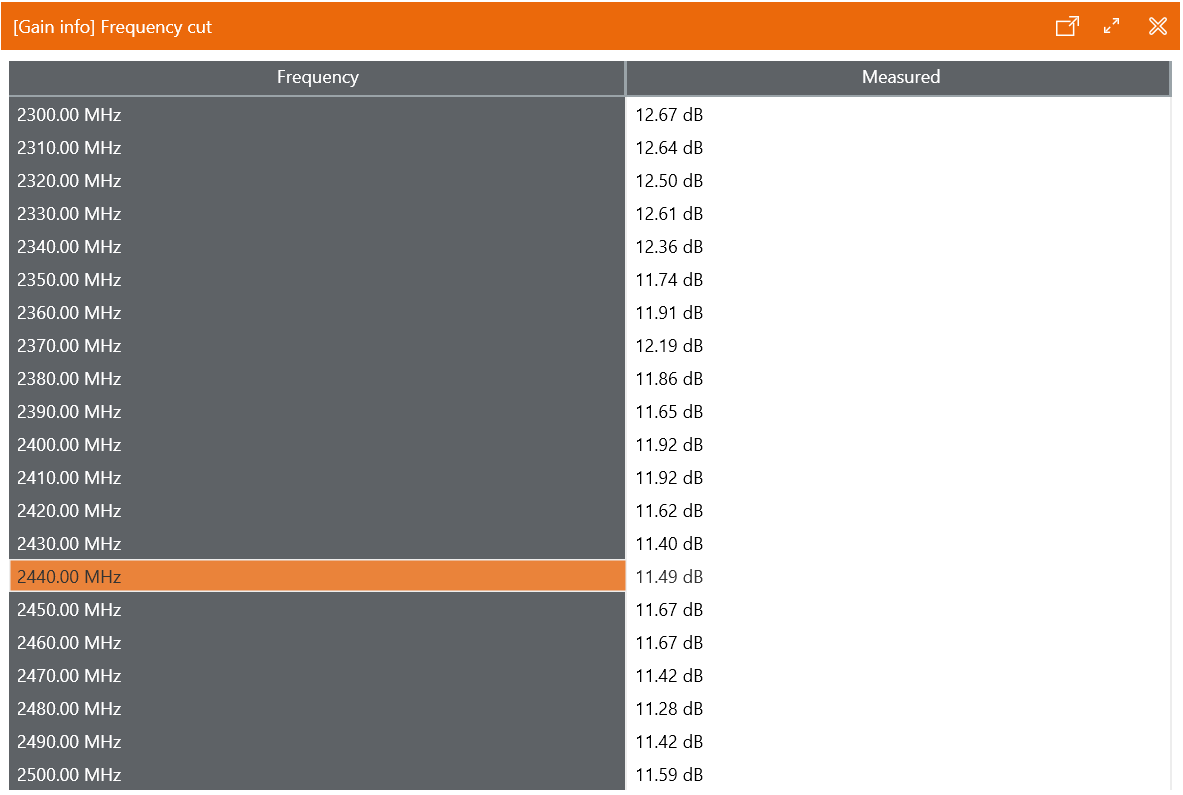 [Gain info] Frequency cut
Frequency Measured
2300.00 MHz 12.67 dB
2310.00 MHz 12.64 dB
2320.00 MHz 12.50 dB
2330.00 MHz 12.61 dB
2340.00 MHz 12.36 dB
2350.00 MHz 11.74 dB
2360.00 MHz 11.91 dB
2370.00 MHz 12.19 dB
2380.00 MHz 11.86 dB
2390.00 MHz 11.65 dB
2400.00 MHz 11.92 dB
2410.00 MHz 11.92 dB
2420.00 MHz 11.62 dB
2430.00 MHz 11.40 dB
2440.00 MHz 11.49 dB
2450.00 MHz 11.67 dB
2460.00 MHz 11.67 dB
2470.00 MHz 11.42 dB
2480.00 MHz 11.28 dB
2490.00 MHz 11.42 dB
2500.00 MHz 11.59 dB